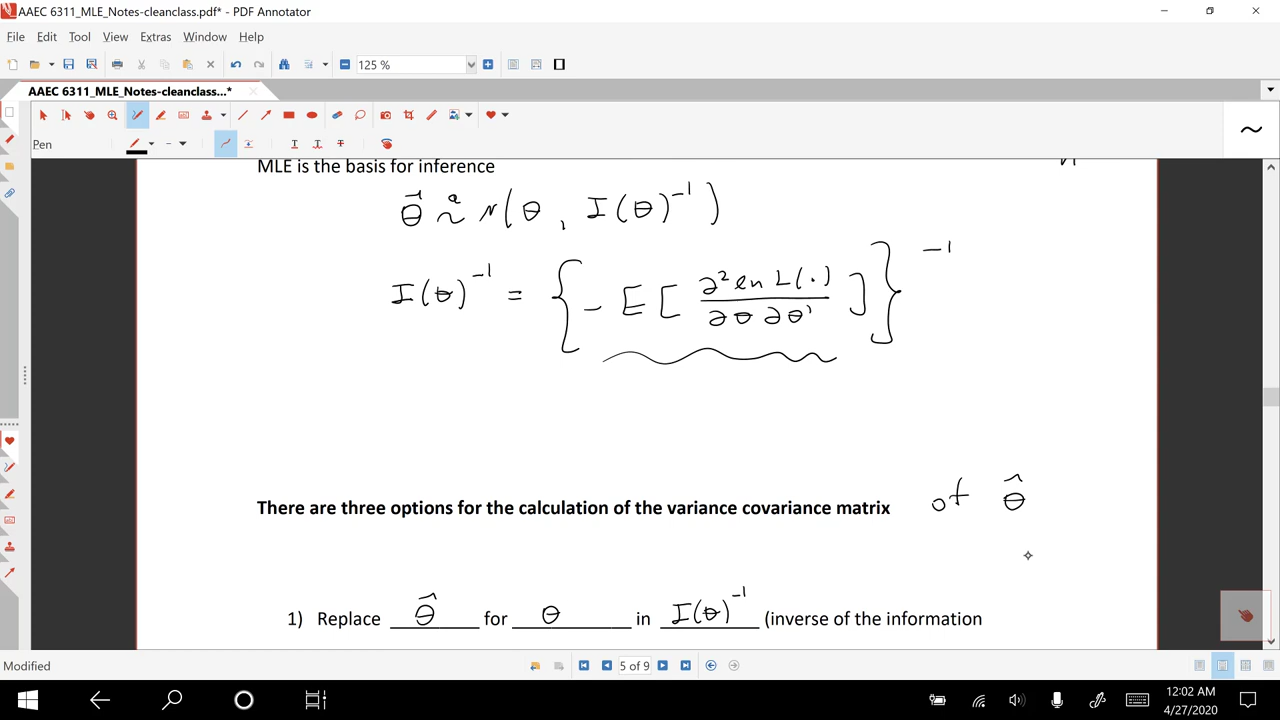 AAEC 6311_MLE_Notes-cleanclass.pdf* - PDF Annotator
File Edit Tool View Extras Window Help
125 %
AAEC 6311_MLE_Notes-cleanclass...*
Pen
MLE is the basis for inference
θ̂ ~ᵃ N(θ, I(θ)⁻¹)
I(θ)⁻¹ = { - E [ ∂² ln L(·) / ∂θ ∂θ' ] }⁻¹
There are three options for the calculation of the variance covariance matrix of θ̂
1) Replace θ̂ for θ in I(θ)⁻¹ (inverse of the information
Modified
5 of 9
12:02 AM
4/27/2020